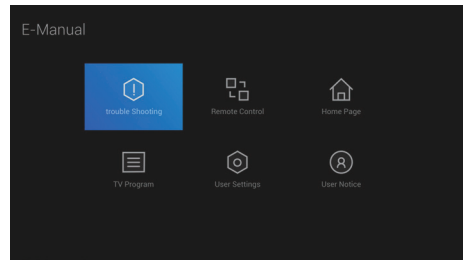 E-Manual
trouble Shooting
Remote Control
Home Page
TV Program
User Settings
User Notice